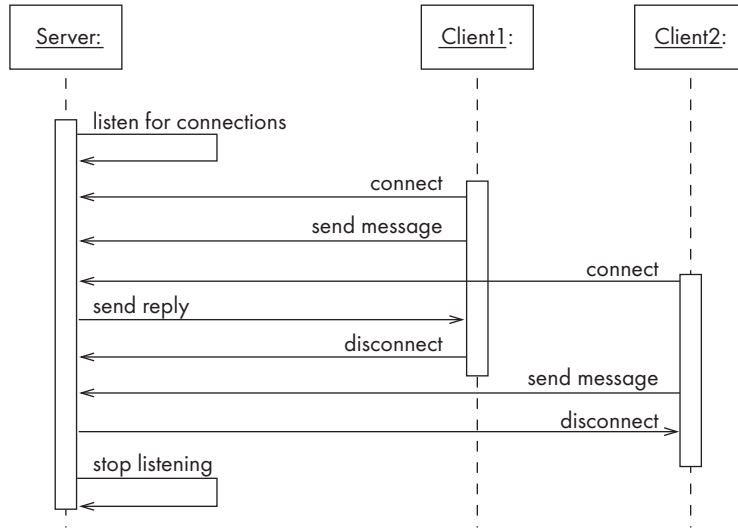 Server:
Client1:
Client2:
listen for connections
connect
send message
connect
send reply
disconnect
send message
disconnect
stop listening